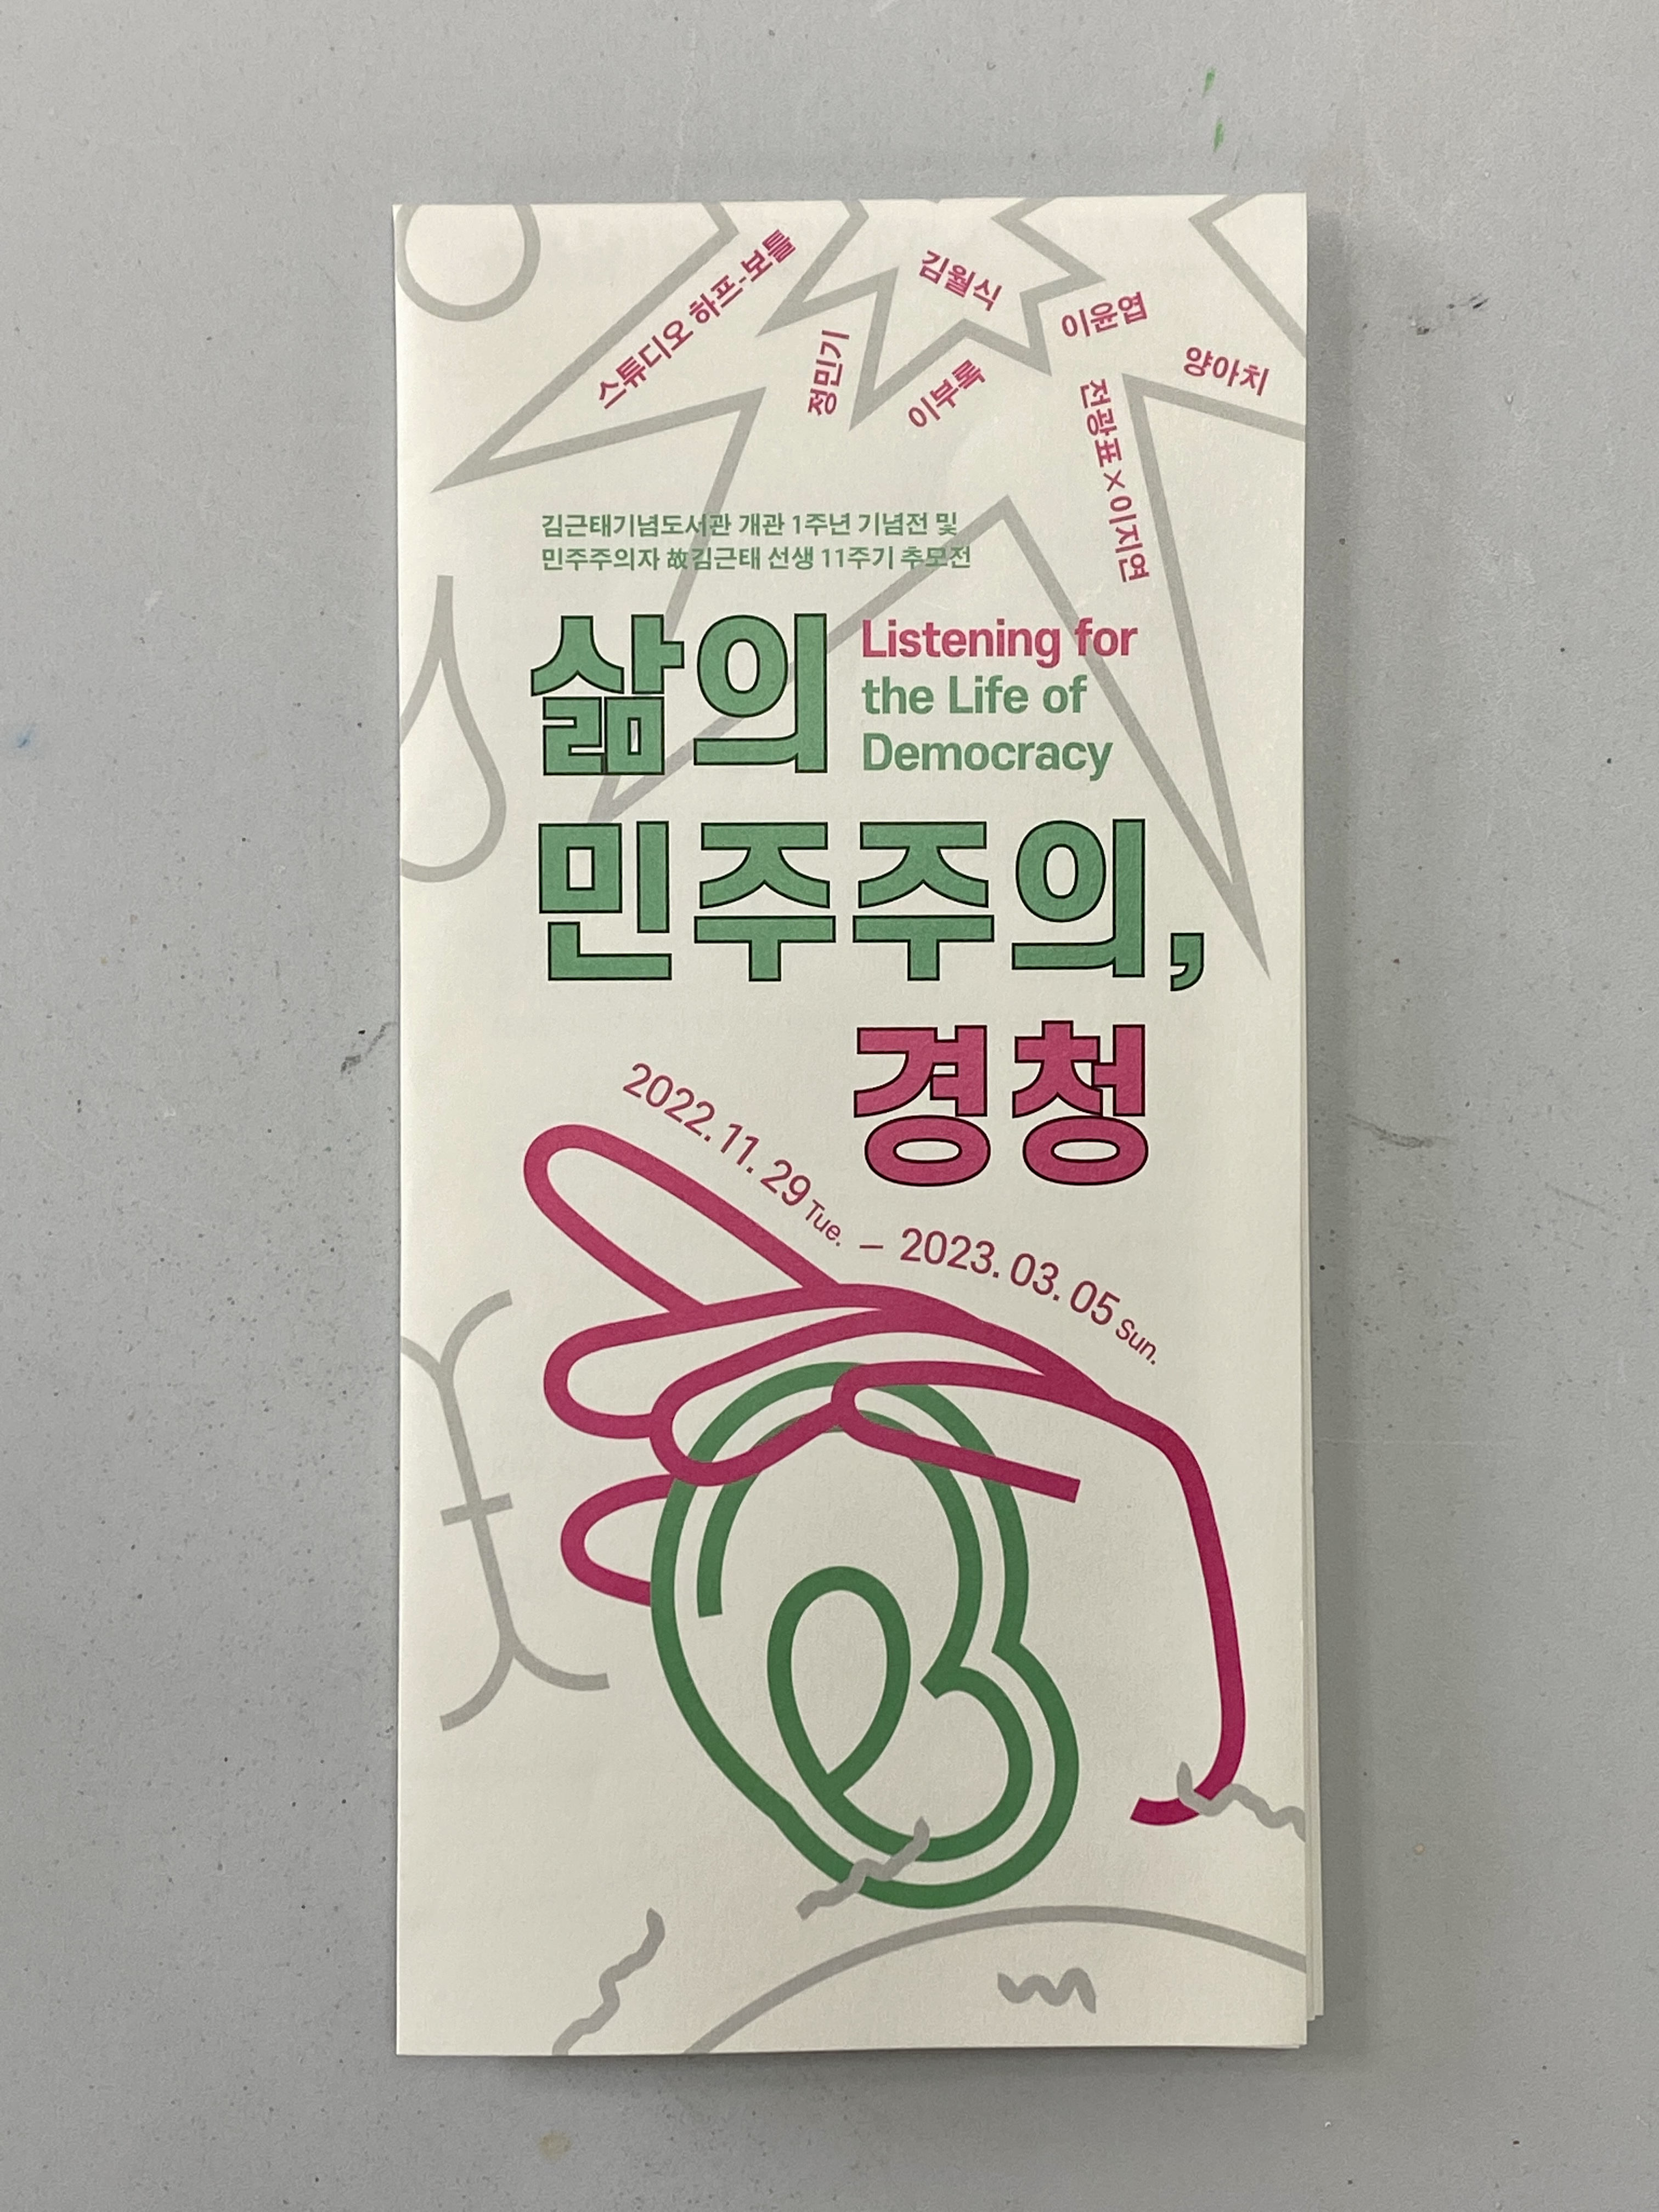 스튜디오 하프-보틀
정민기
김월식
이부록
이윤엽
전광표×이지연
양아치
김근태기념도서관 개관 1주년 기념전 및
민주주의자 故김근태 선생 11주기 추모전
삶의
Listening for
the Life of
Democracy
민주주의,
경청
2022. 11. 29 Tue. – 2023. 03. 05 Sun.